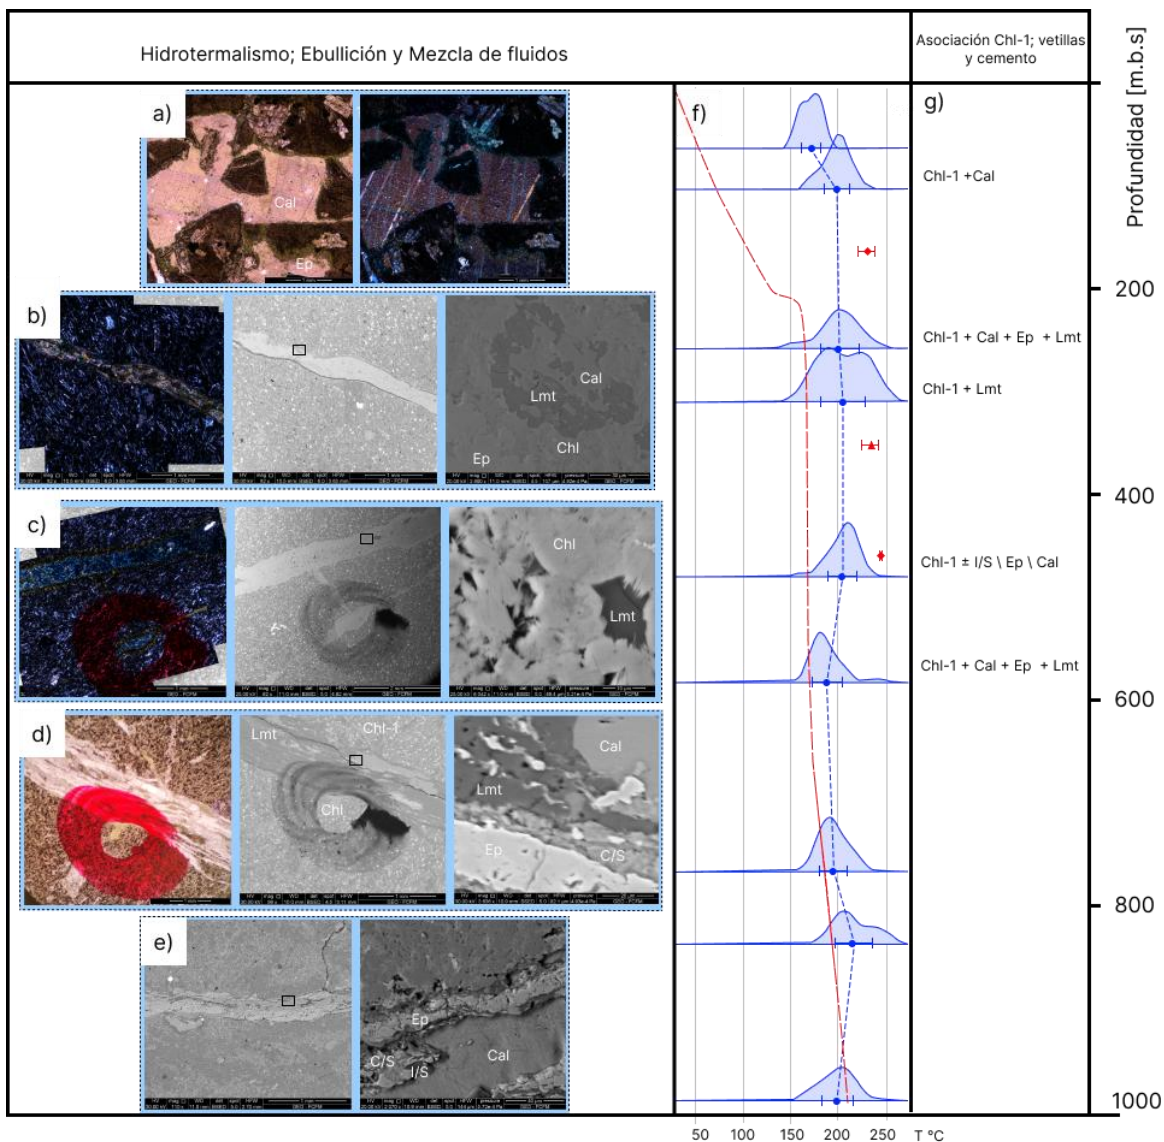 Hidrotermalismo; Ebullición y Mezcla de fluidos
Asociación Chl-1; vetillas
y cemento
Profundidad [m.b.s]
a)
Cal
Ep
b)
Lmt
Cal
Chl
Ep
c)
Chl
Lmt
d)
Lmt
Chl-1
Chl
Cal
Lmt
Ep
C/S
e)
Ep
C/S
I/S
Cal
f)
g)
Chl-1 +Cal
Chl-1 + Cal + Ep + Lmt
Chl-1 + Lmt
Chl-1 ± I/S \ Ep \ Cal
Chl-1 + Cal + Ep + Lmt
200
400
600
800
1000
50 100 150 200 250 T °C